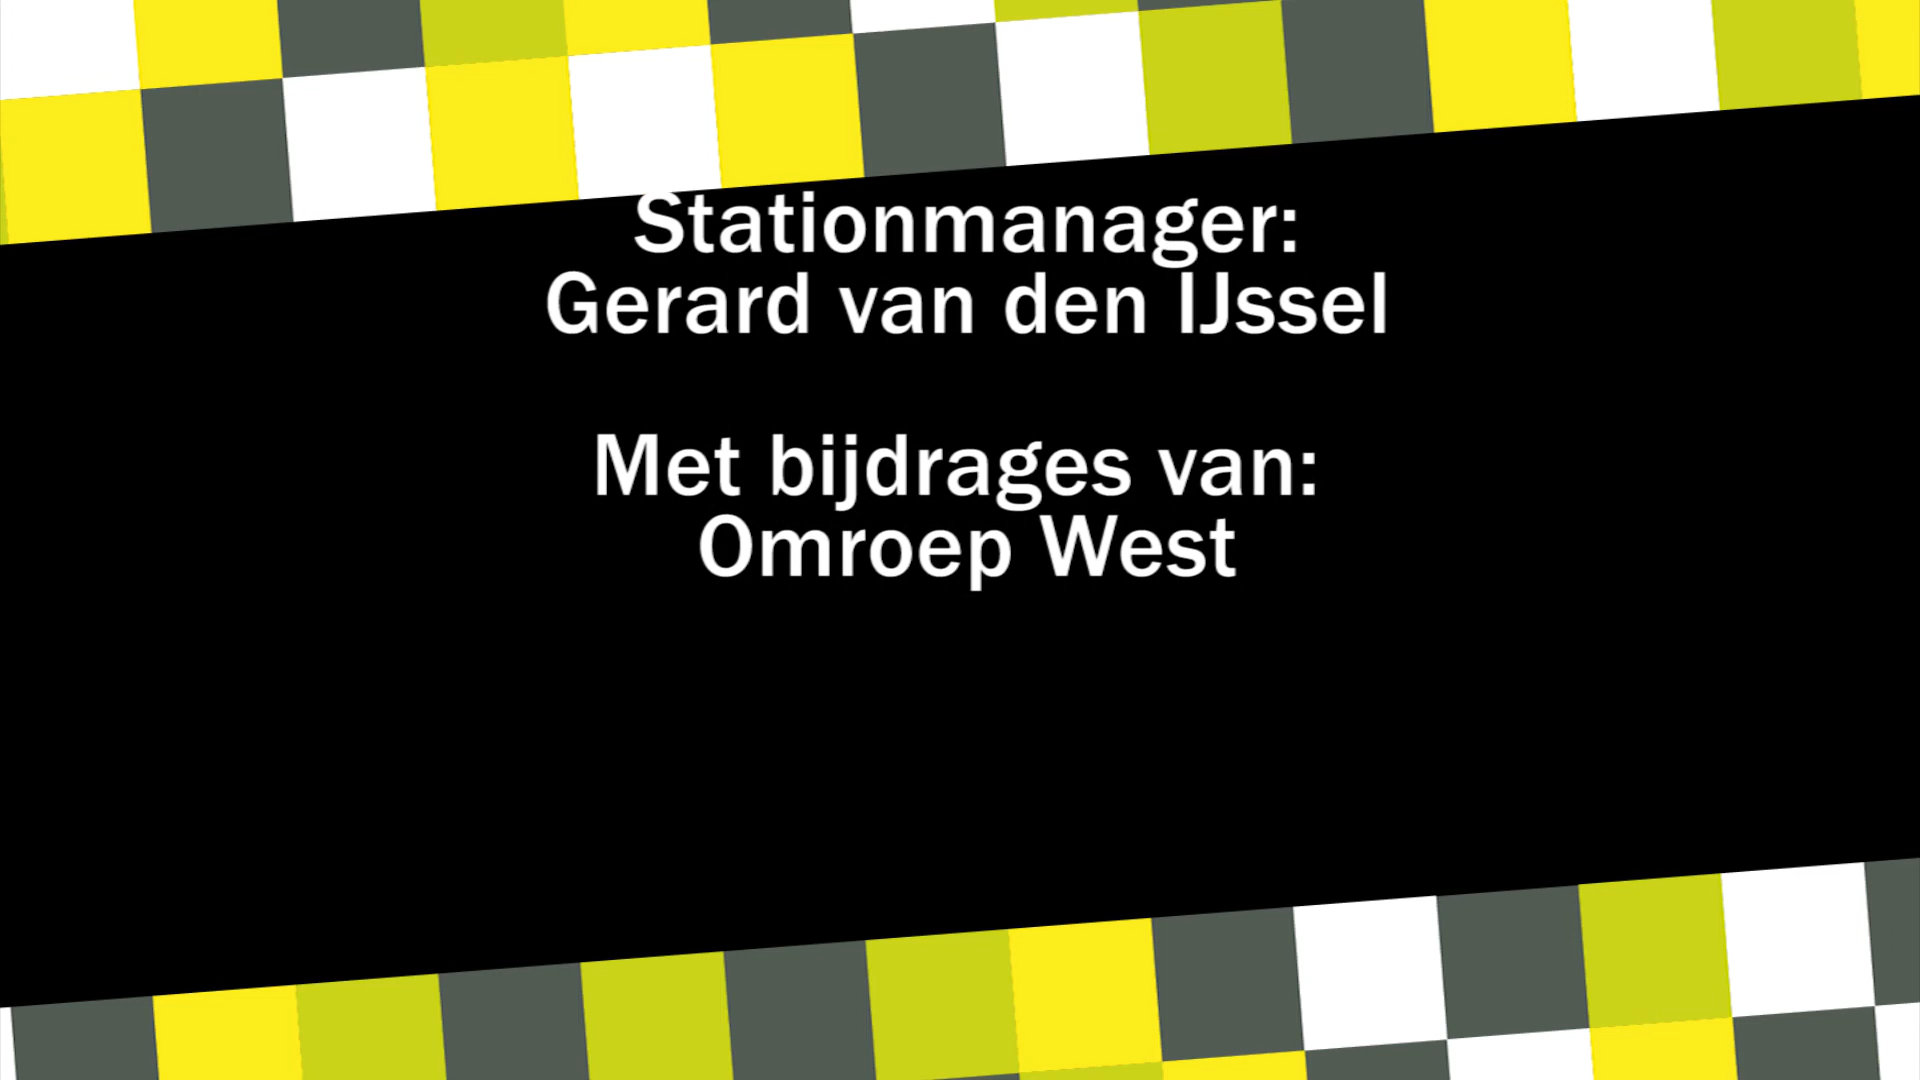 Stationmanager:
Gerard van den IJssel
Met bijdrages van:
Omroep West